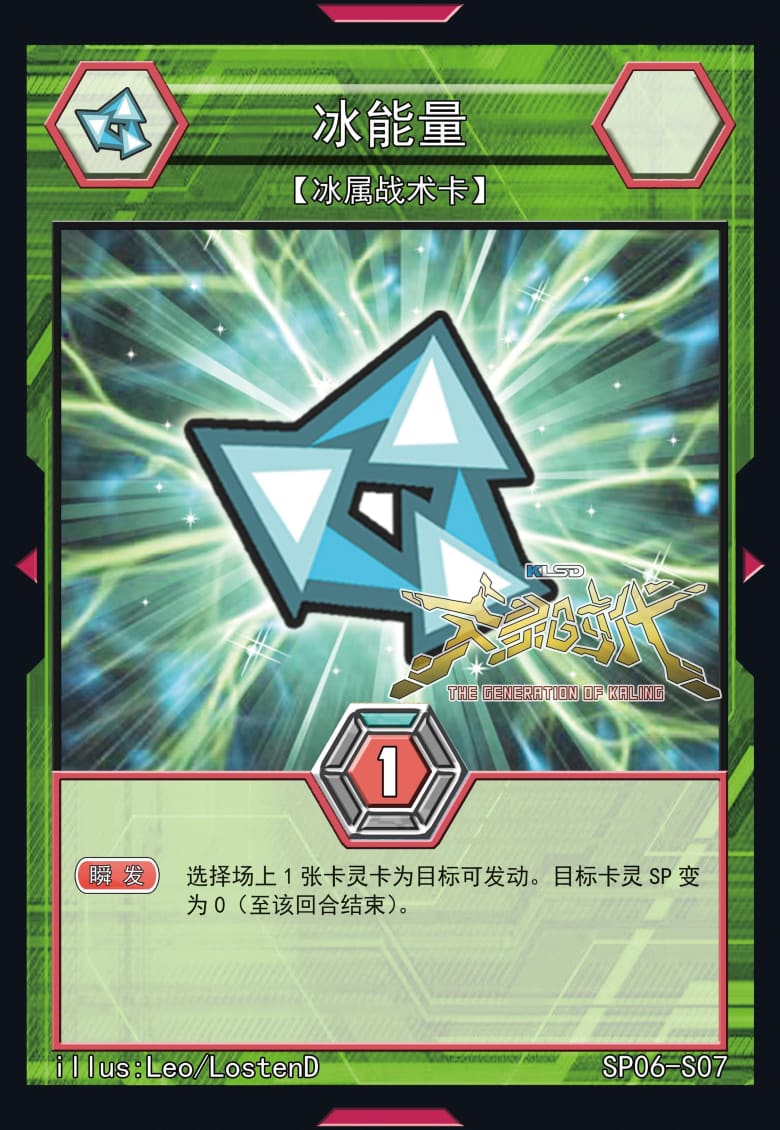 冰能量
【冰属战术卡】
KLSD
卡灵时代
THE GENERATION OF KALING
1
瞬发 选择场上1张卡灵卡为目标可发动。目标卡灵SP变
为0（至该回合结束）。
illus:Leo/LostenD
SP06-S07